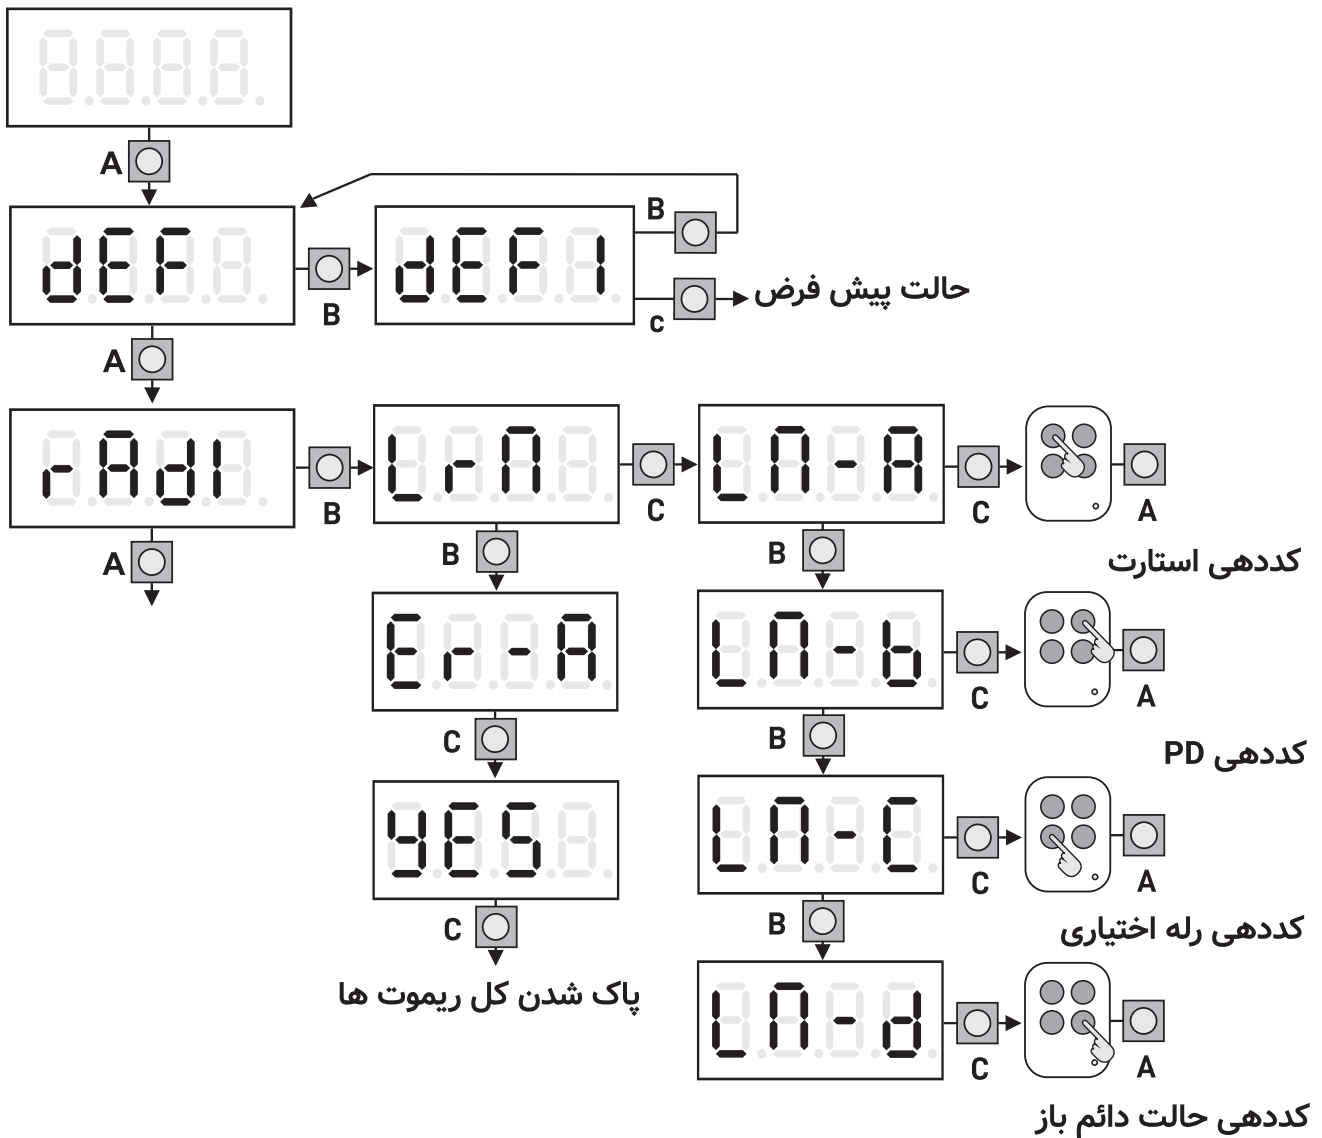 A
dEF
B
dEF1
B
c
حالت پیش فرض
A
rAdI
B
LrN
C
LN-A
C
A
کددهی استارت
A
B
Er-A
C
YES
C
پاک شدن کل ریموت ها
B
LN-b
C
A
کددهی PD
B
LN-C
C
A
کددهی رله اختیاری
B
LN-d
C
A
کددهی حالت دائم باز